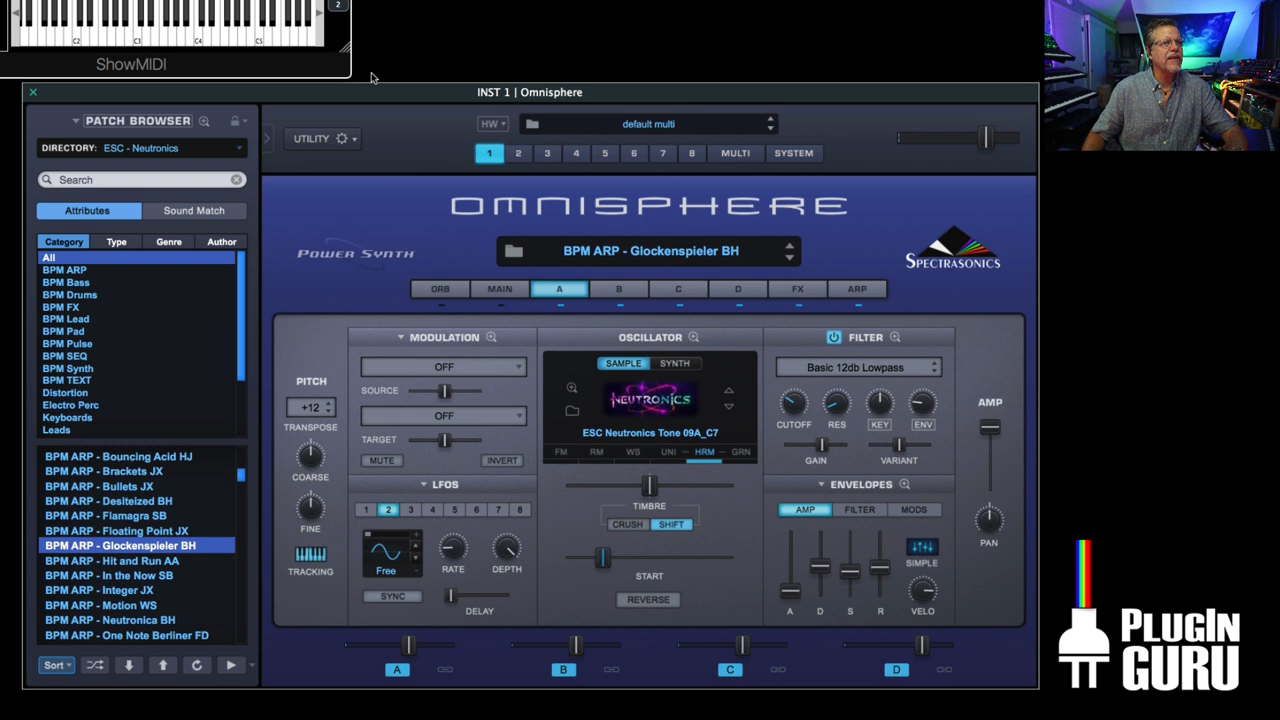 2
C2 C3 C4 C5
ShowMIDI
INST 1 | Omnisphere
PATCH BROWSER
DIRECTORY: ESC - Neutronics
Search
Attributes
Sound Match
Category
Type
Genre
Author
All
BPM ARP
BPM Bass
BPM Drums
BPM FX
BPM Lead
BPM Pad
BPM Pulse
BPM SEQ
BPM Synth
BPM TEXT
Distortion
Electro Perc
Keyboards
Leads
BPM ARP - Bouncing Acid HJ
BPM ARP - Brackets JX
BPM ARP - Bullets JX
BPM ARP - Desiteized BH
BPM ARP - Flamagra SB
BPM ARP - Floating Point JX
BPM ARP - Glockenspieler BH
BPM ARP - Hit and Run AA
BPM ARP - In the Now SB
BPM ARP - Integer JX
BPM ARP - Motion WS
BPM ARP - Neutronica BH
BPM ARP - One Note Berliner FD
Sort
UTILITY
HW
default multi
1 2 3 4 5 6 7 8 MULTI SYSTEM
OMNISPHERE
POWER SYNTH
BPM ARP - Glockenspieler BH
SPECTRASONICS
ORB MAIN A B C D FX ARP
PITCH
+12
TRANSPOSE
COARSE
FINE
TRACKING
MODULATION
OFF
SOURCE
OFF
TARGET
MUTE
INVERT
LFOS
1 2 3 4 5 6 7 8
Free
RATE
DEPTH
SYNC
DELAY
OSCILLATOR
SAMPLE
SYNTH
NEUTRONICS
ESC Neutronics Tone 09A_C7
FM RM WS UNI HRM GRN
TIMBRE
CRUSH
SHIFT
START
REVERSE
FILTER
Basic 12db Lowpass
CUTOFF
RES
KEY
ENV
GAIN
VARIANT
ENVELOPES
AMP
FILTER
MODS
A D S R
SIMPLE
VELO
AMP
PAN
A B C D
PLUGIN
GURU